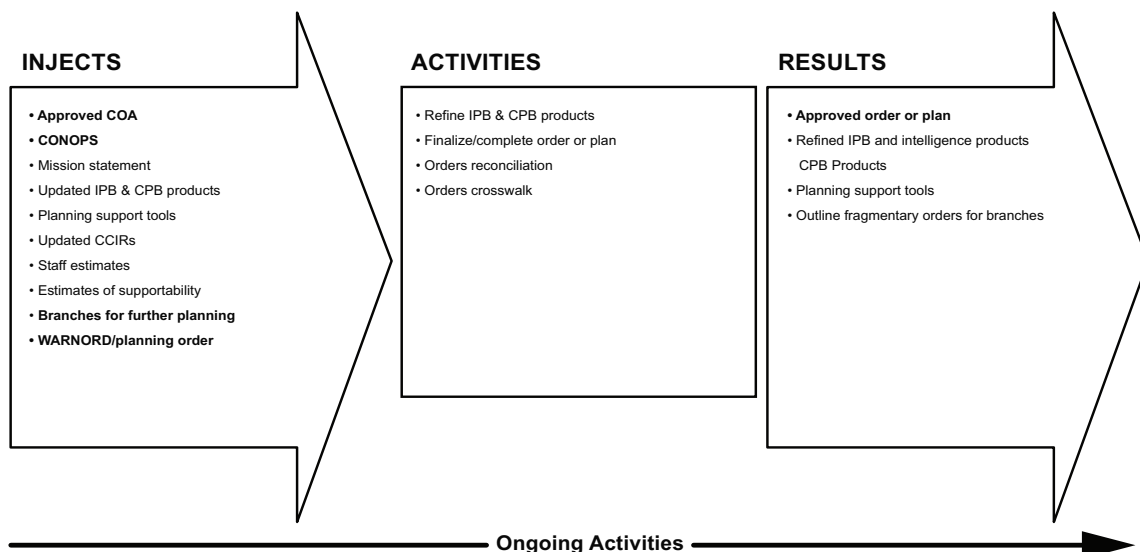 INJECTS
• Approved COA
• CONOPS
• Mission statement
• Updated IPB & CPB products
• Planning support tools
• Updated CCIRs
• Staff estimates
• Estimates of supportability
• Branches for further planning
• WARNORD/planning order
ACTIVITIES
• Refine IPB & CPB products
• Finalize/complete order or plan
• Orders reconciliation
• Orders crosswalk
RESULTS
• Approved order or plan
• Refined IPB and intelligence products
CPB Products
• Planning support tools
• Outline fragmentary orders for branches
Ongoing Activities